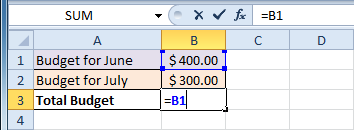 SUM fx =B1
A B C D
1 Budget for June $ 400.00
2 Budget for July $ 300.00
3 Total Budget =B1
4